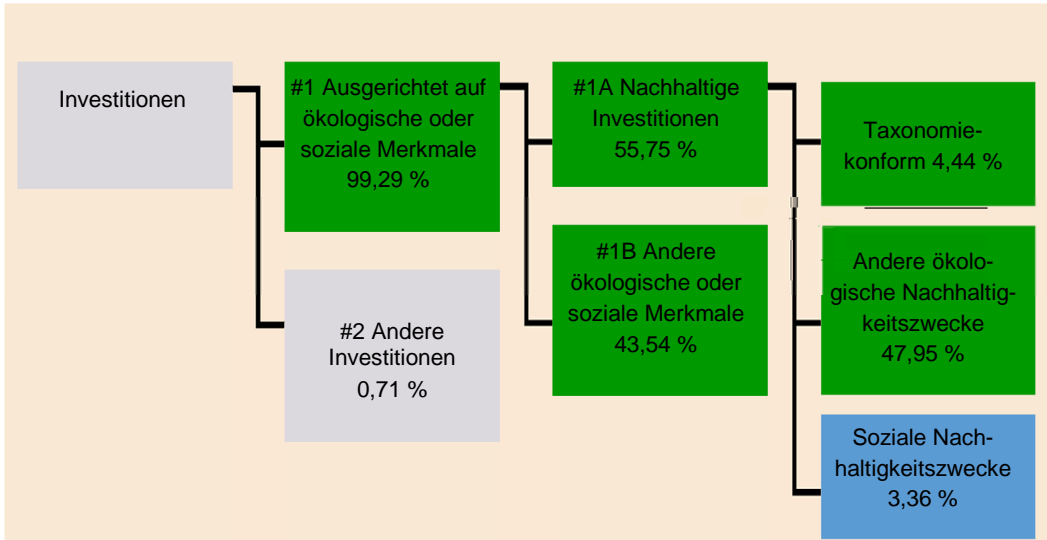 Investitionen
#1 Ausgerichtet auf
ökologische oder
soziale Merkmale
99,29 %
#2 Andere
Investitionen
0,71 %
#1A Nachhaltige
Investitionen
55,75 %
#1B Andere
ökologische oder
soziale Merkmale
43,54 %
Taxonomie-
konform 4,44 %
Andere ökolo-
gische Nachhaltig-
keitszwecke
47,95 %
Soziale Nach-
haltigkeitszwecke
3,36 %